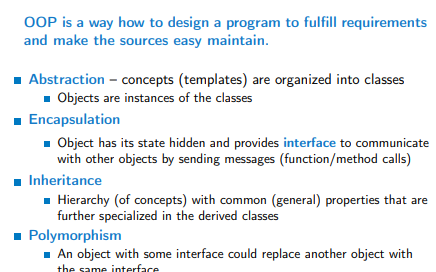 OOP is a way how to design a program to fulfill requirements
and make the sources easy maintain.
Abstraction – concepts (templates) are organized into classes
Objects are instances of the classes
Encapsulation
Object has its state hidden and provides interface to communicate
with other objects by sending messages (function/method calls)
Inheritance
Hierarchy (of concepts) with common (general) properties that are
further specialized in the derived classes
Polymorphism
An object with some interface could replace another object with
the same interface